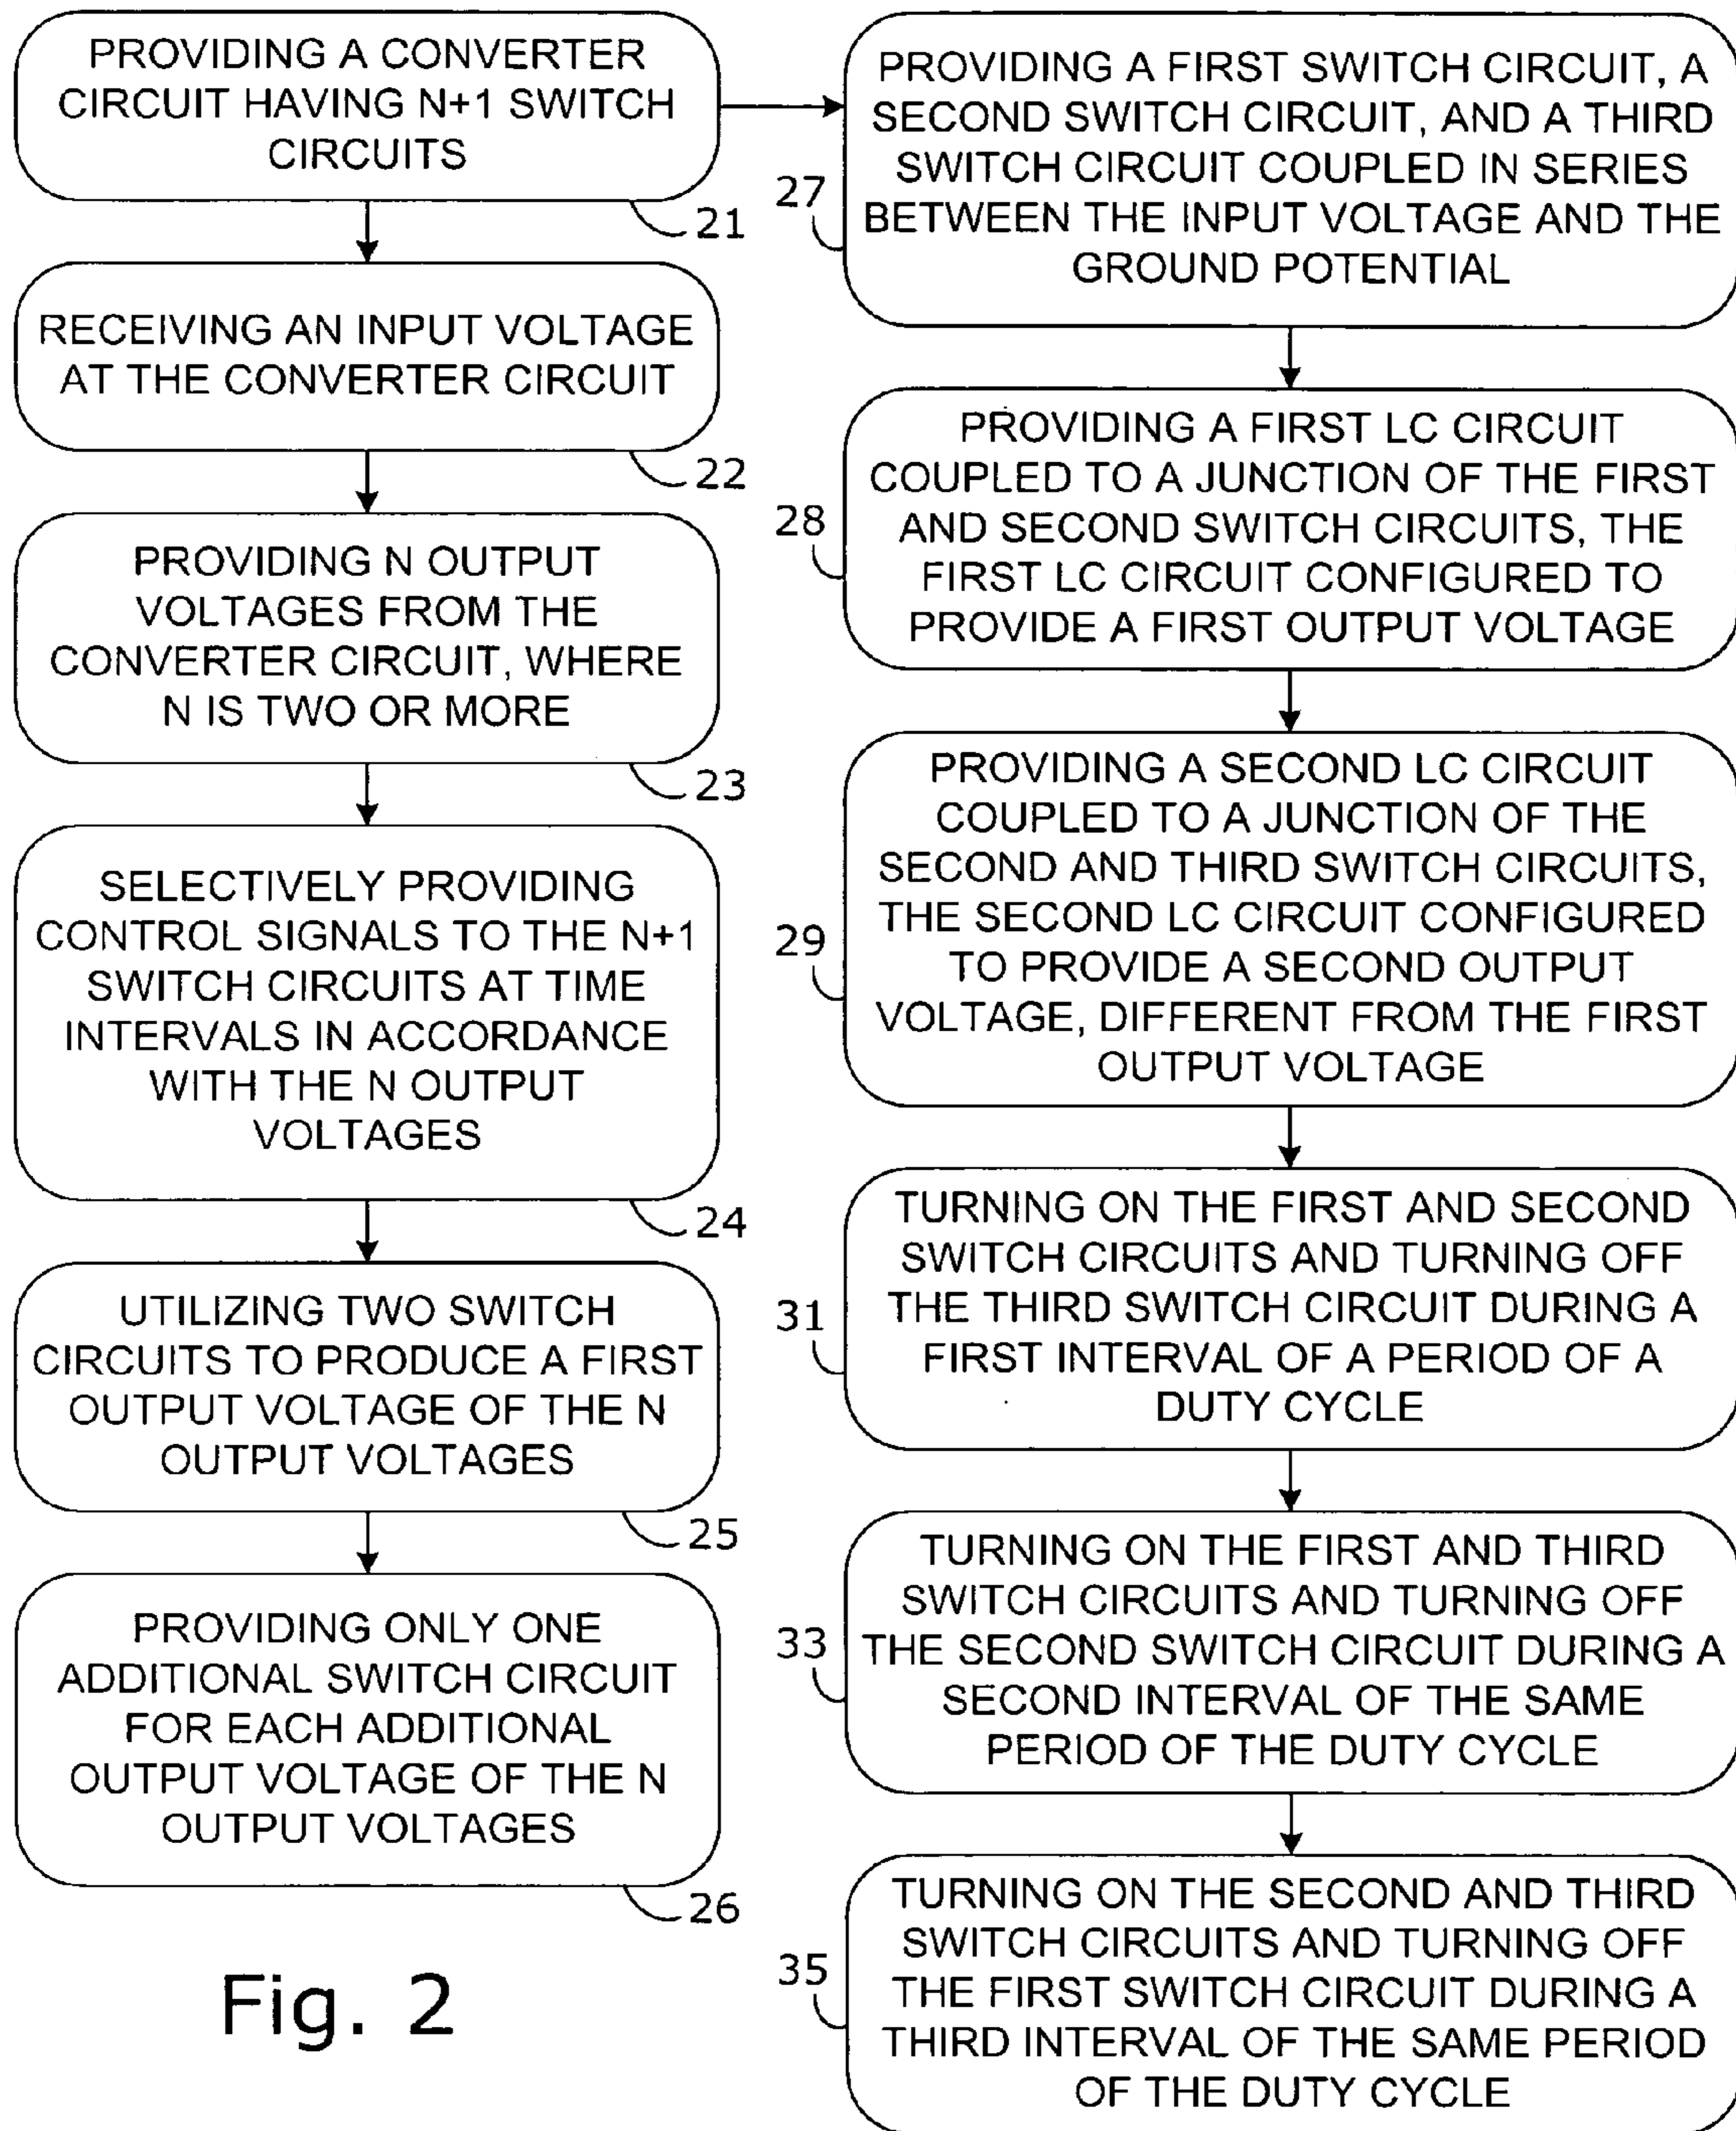 PROVIDING A CONVERTER
CIRCUIT HAVING N+1 SWITCH
CIRCUITS
21
RECEIVING AN INPUT VOLTAGE
AT THE CONVERTER CIRCUIT
22
PROVIDING N OUTPUT
VOLTAGES FROM THE
CONVERTER CIRCUIT, WHERE
N IS TWO OR MORE
23
SELECTIVELY PROVIDING
CONTROL SIGNALS TO THE N+1
SWITCH CIRCUITS AT TIME
INTERVALS IN ACCORDANCE
WITH THE N OUTPUT
VOLTAGES
24
UTILIZING TWO SWITCH
CIRCUITS TO PRODUCE A FIRST
OUTPUT VOLTAGE OF THE N
OUTPUT VOLTAGES
25
PROVIDING ONLY ONE
ADDITIONAL SWITCH CIRCUIT
FOR EACH ADDITIONAL
OUTPUT VOLTAGE OF THE N
OUTPUT VOLTAGES
26
PROVIDING A FIRST SWITCH CIRCUIT, A
SECOND SWITCH CIRCUIT, AND A THIRD
SWITCH CIRCUIT COUPLED IN SERIES
BETWEEN THE INPUT VOLTAGE AND THE
GROUND POTENTIAL
27
PROVIDING A FIRST LC CIRCUIT
COUPLED TO A JUNCTION OF THE FIRST
AND SECOND SWITCH CIRCUITS, THE
FIRST LC CIRCUIT CONFIGURED TO
PROVIDE A FIRST OUTPUT VOLTAGE
28
PROVIDING A SECOND LC CIRCUIT
COUPLED TO A JUNCTION OF THE
SECOND AND THIRD SWITCH CIRCUITS,
THE SECOND LC CIRCUIT CONFIGURED
TO PROVIDE A SECOND OUTPUT
VOLTAGE, DIFFERENT FROM THE FIRST
OUTPUT VOLTAGE
29
TURNING ON THE FIRST AND SECOND
SWITCH CIRCUITS AND TURNING OFF
THE THIRD SWITCH CIRCUIT DURING A
FIRST INTERVAL OF A PERIOD OF A
DUTY CYCLE
31
TURNING ON THE FIRST AND THIRD
SWITCH CIRCUITS AND TURNING OFF
THE SECOND SWITCH CIRCUIT DURING A
SECOND INTERVAL OF THE SAME
PERIOD OF THE DUTY CYCLE
33
TURNING ON THE SECOND AND THIRD
SWITCH CIRCUITS AND TURNING OFF
THE FIRST SWITCH CIRCUIT DURING A
THIRD INTERVAL OF THE SAME PERIOD
OF THE DUTY CYCLE
35
Fig. 2